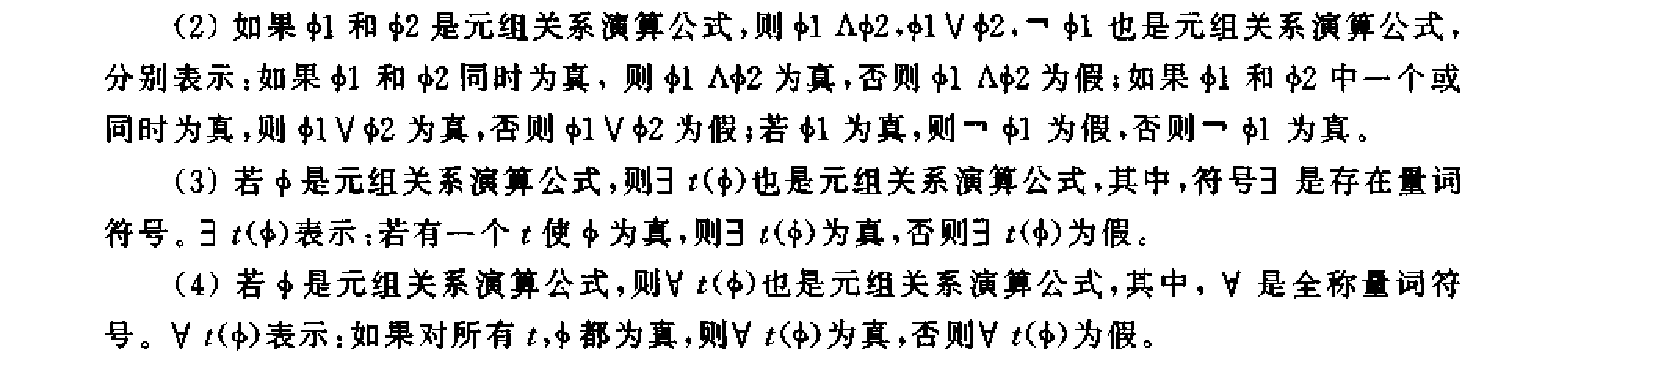 (2) 如果 ϕ1 和 ϕ2 是元组关系演算公式,则 ϕ1 ∧ϕ2,ϕ1∨ϕ2,¬ ϕ1 也是元组关系演算公式,
分别表示:如果 ϕ1 和 ϕ2 同时为真, 则 ϕ1 ∧ϕ2 为真,否则 ϕ1 ∧ϕ2 为假;如果 ϕ1 和 ϕ2 中一个或
同时为真,则 ϕ1∨ϕ2 为真,否则 ϕ1∨ϕ2 为假;若 ϕ1 为真,则¬ ϕ1 为假,否则¬ ϕ1 为真。
(3) 若 ϕ 是元组关系演算公式,则∃ t(ϕ)也是元组关系演算公式,其中,符号∃ 是存在量词
符号。∃ t(ϕ)表示:若有一个 t 使 ϕ 为真,则∃ t(ϕ)为真,否则∃ t(ϕ)为假。
(4) 若 ϕ 是元组关系演算公式,则∀ t(ϕ)也是元组关系演算公式,其中, ∀ 是全称量词符
号。∀ t(ϕ)表示:如果对所有 t,ϕ 都为真,则∀ t(ϕ)为真,否则∀ t(ϕ)为假。